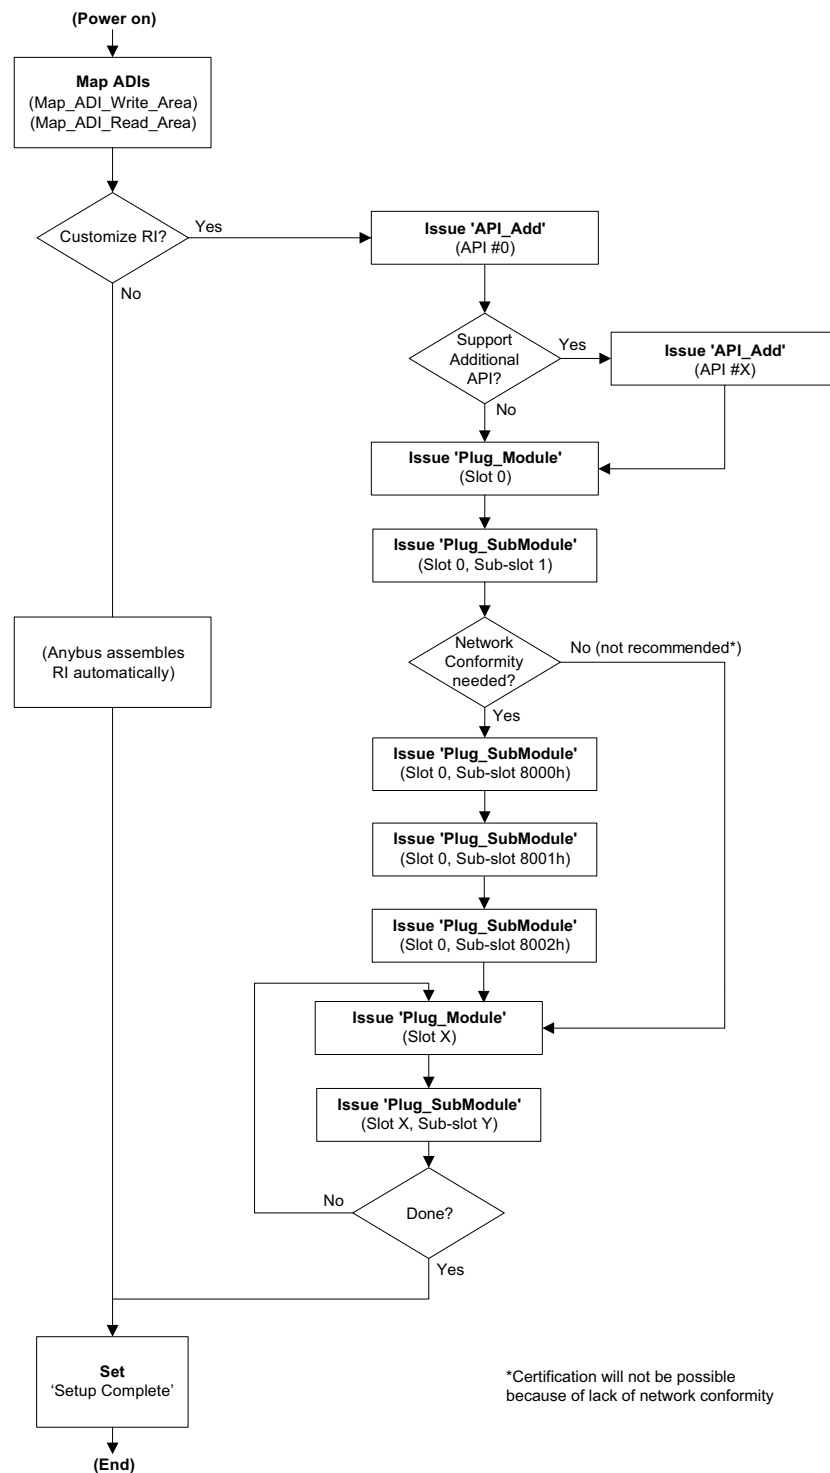 (Power on)
Map ADIs
(Map_ADI_Write_Area)
(Map_ADI_Read_Area)
Customize RI?
Yes
No
Issue 'API_Add'
(API #0)
Support
Additional
API?
Yes
No
Issue 'API_Add'
(API #X)
Issue 'Plug_Module'
(Slot 0)
Issue 'Plug_SubModule'
(Slot 0, Sub-slot 1)
(Anybus assembles
RI automatically)
Network
Conformity
needed?
No (not recommended*)
Yes
Issue 'Plug_SubModule'
(Slot 0, Sub-slot 8000h)
Issue 'Plug_SubModule'
(Slot 0, Sub-slot 8001h)
Issue 'Plug_SubModule'
(Slot 0, Sub-slot 8002h)
Issue 'Plug_Module'
(Slot X)
Issue 'Plug_SubModule'
(Slot X, Sub-slot Y)
No
Done?
Yes
Set
‘Setup Complete’
(End)
*Certification will not be possible
because of lack of network conformity